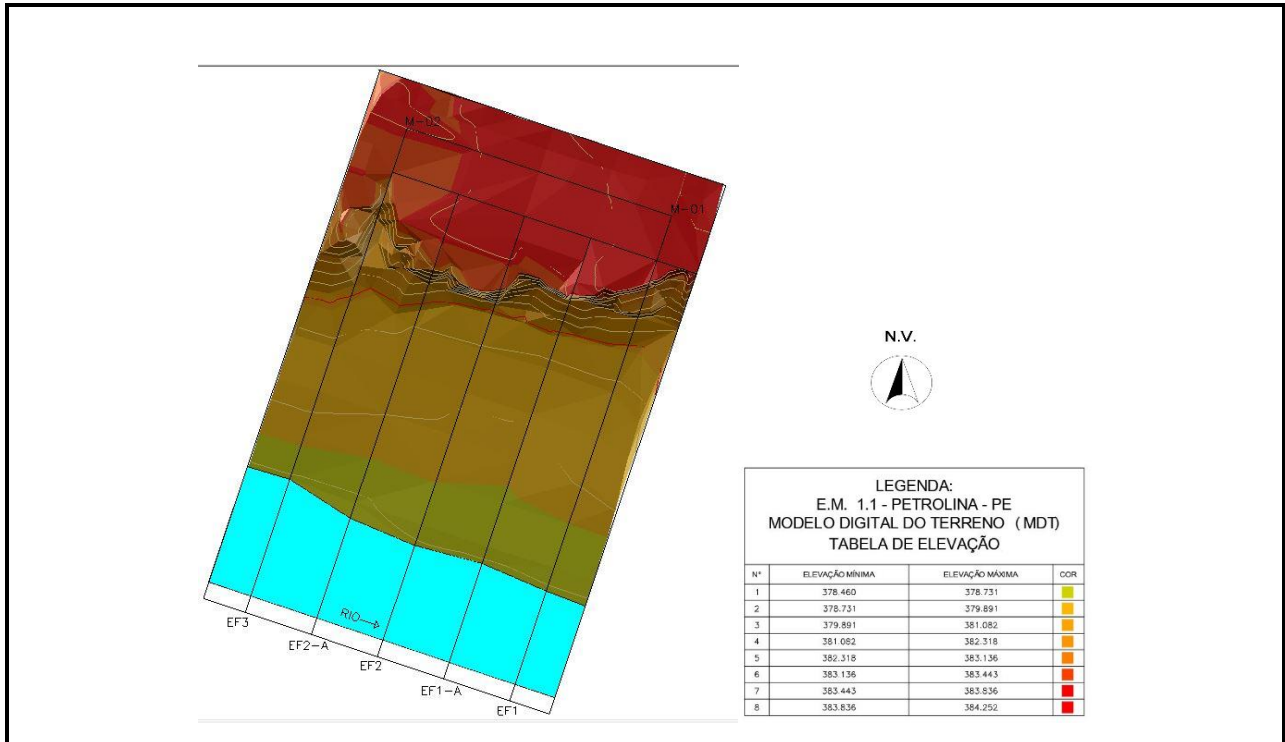 M-02
M-01
N.V.
RIO
EF3
EF2-A
EF2
EF1-A
EF1
LEGENDA:
E.M. 1.1 - PETROLINA - PE
MODELO DIGITAL DO TERRENO ( MDT)
TABELA DE ELEVAÇÃO
N° ELEVAÇÃO MÍNIMA ELEVAÇÃO MÁXIMA COR
1 378.460 378.731
2 378.731 379.891
3 379.891 381.082
4 381.082 382.318
5 382.318 383.136
6 383.136 383.443
7 383.443 383.836
8 383.836 384.252